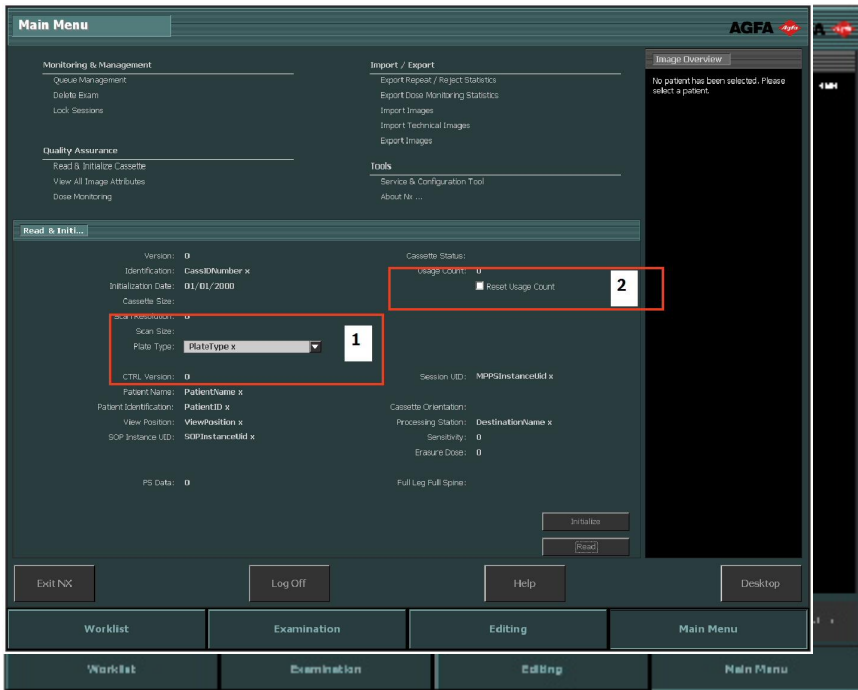 Main Menu
AGFA
Monitoring & Management
Queue Management
Delete Exam
Lock Sessions
Import / Export
Export Repeat / Reject Statistics
Export Dose Monitoring Statistics
Import Images
Import Technical Images
Export Images
Quality Assurance
Read & Initialize Cassette
View All Image Attributes
Dose Monitoring
Tools
Service & Configuration Tool
About Nx ...
Image Overview
No patient has been selected. Please
select a patient.
Read & Initi...
Version: 0
Identification: CassIDNumber x
Initialization Date: 01/01/2000
Cassette Size:
Scan Resolution: 0
Scan Size:
Plate Type: PlateType x
1
CTRL Version: 0
Patient Name: PatientName x
Patient Identification: PatientID x
View Position: ViewPosition x
SOP Instance UID: SOPInstanceUid x
PS Data: 0
Cassette Status:
Usage Count: 0
Reset Usage Count
2
Session UID: MPPSInstanceUid x
Cassette Orientation:
Processing Station: DestinationName x
Sensitivity: 0
Erasure Dose: 0
Full Leg Full Spine:
Initialize
Read
Exit NX
Log Off
Help
Desktop
Worklist
Examination
Editing
Main Menu
Worklist
Examination
Editing
Main Menu